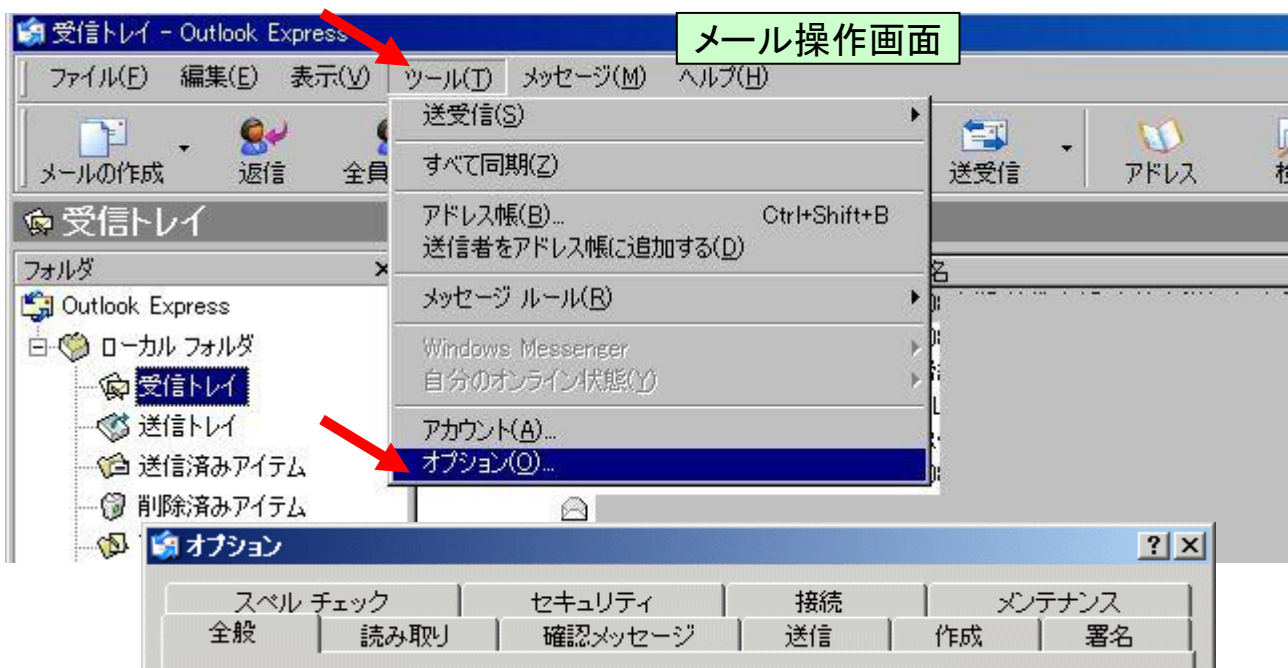 受信トレイ - Outlook Express
メール操作画面
ファイル(F) 編集(E) 表示(V) ツール(T) メッセージ(M) ヘルプ(H)
メールの作成 返信 全員 送受信 アドレス
送受信(S)
すべて同期(Z)
アドレス帳(B)... Ctrl+Shift+B
送信者をアドレス帳に追加する(D)
メッセージ ルール(R)
Windows Messenger
自分のオンライン状態(Y)
アカウント(A)...
オプション(O)...
受信トレイ
フォルダ
名
Outlook Express
ローカル フォルダ
受信トレイ
送信トレイ
送信済みアイテム
削除済みアイテム
オプション
スペル チェック セキュリティ 接続 メンテナンス
全般 読み取り 確認メッセージ 送信 作成 署名